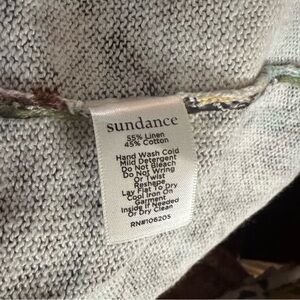 sundance
55% Linen
45% Cotton
Hand Wash Cold
Mild Detergent
Do Not Bleach
Do Not Wring
Or Twist
Reshape
Lay Flat To Dry
Cool Iron On
Garment
Inside If Needed
Or Dry Clean
RN#106205